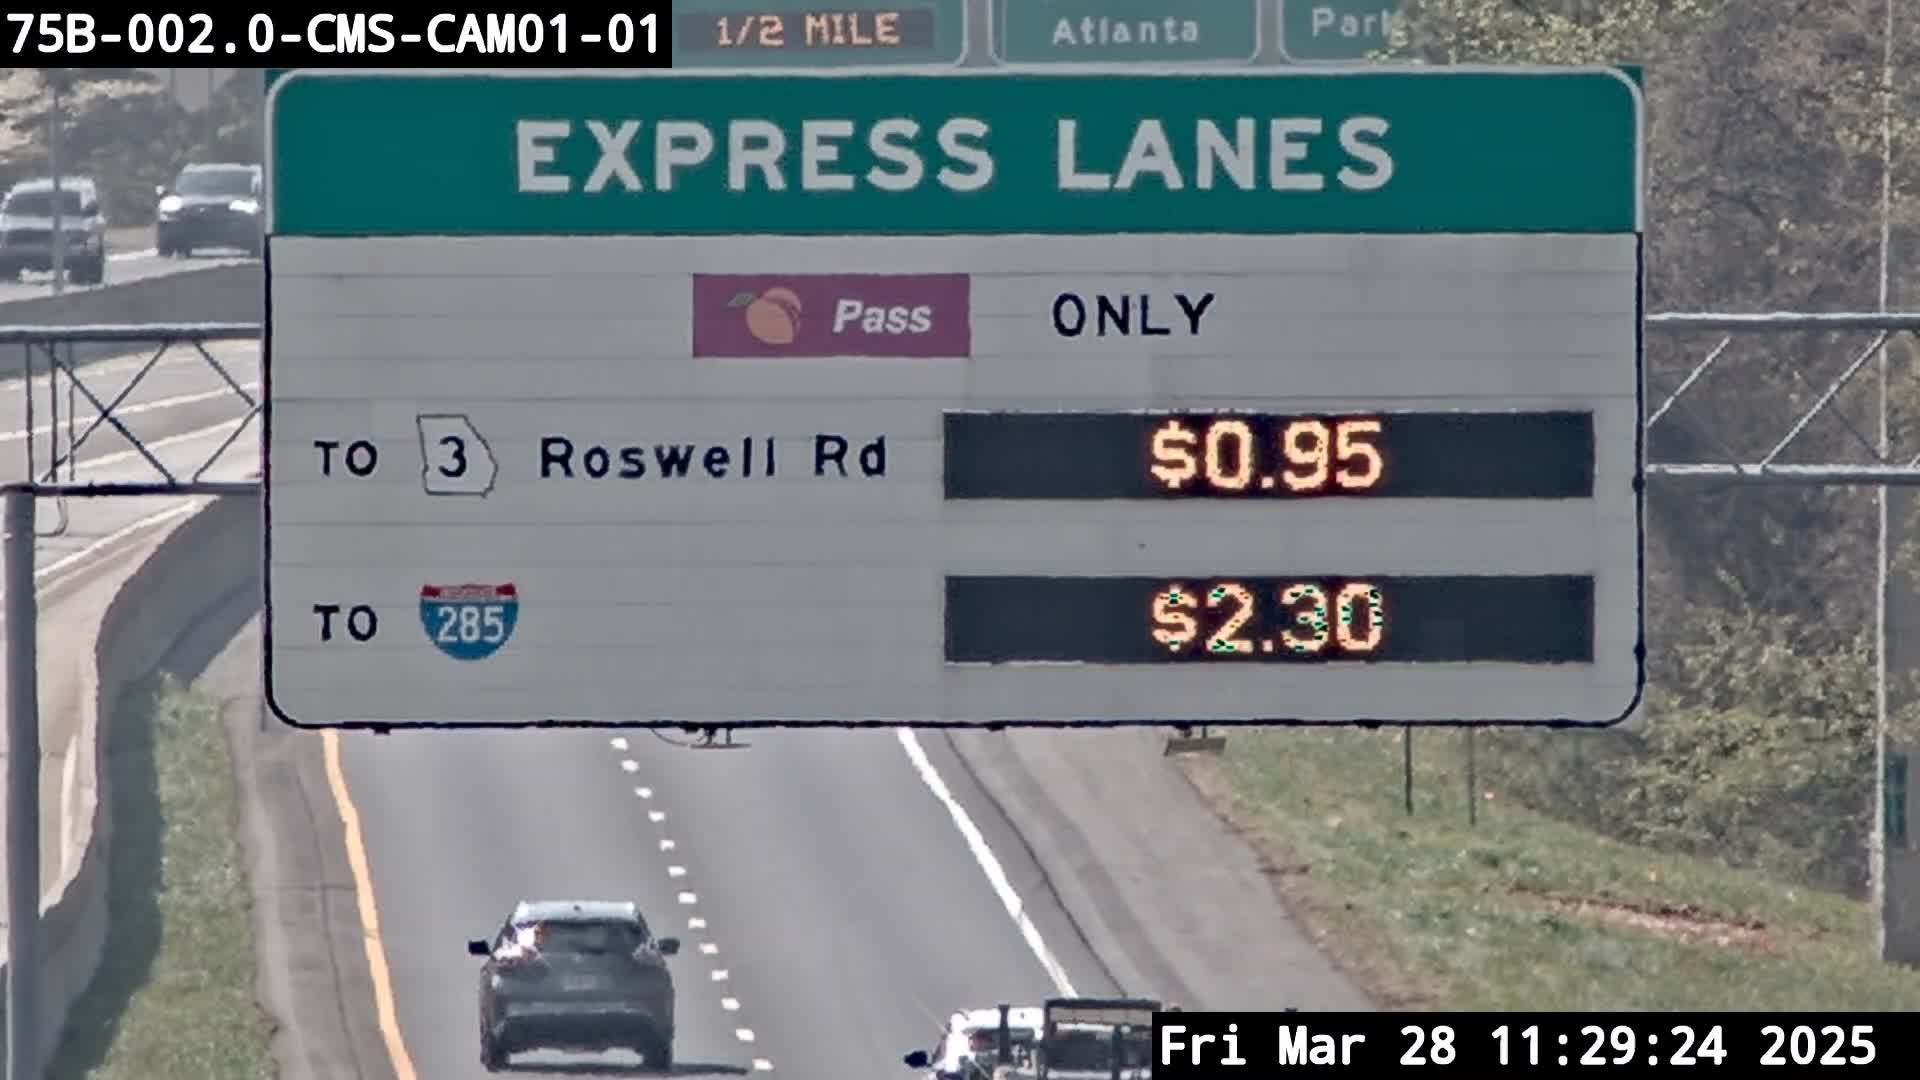 75B-002.0-CMS-CAM01-01
1/2 MILE
Atlanta
Park
EXPRESS LANES
Pass ONLY
TO 3 Roswell Rd $0.95
TO 285 $2.30
Fri Mar 28 11:29:24 2025